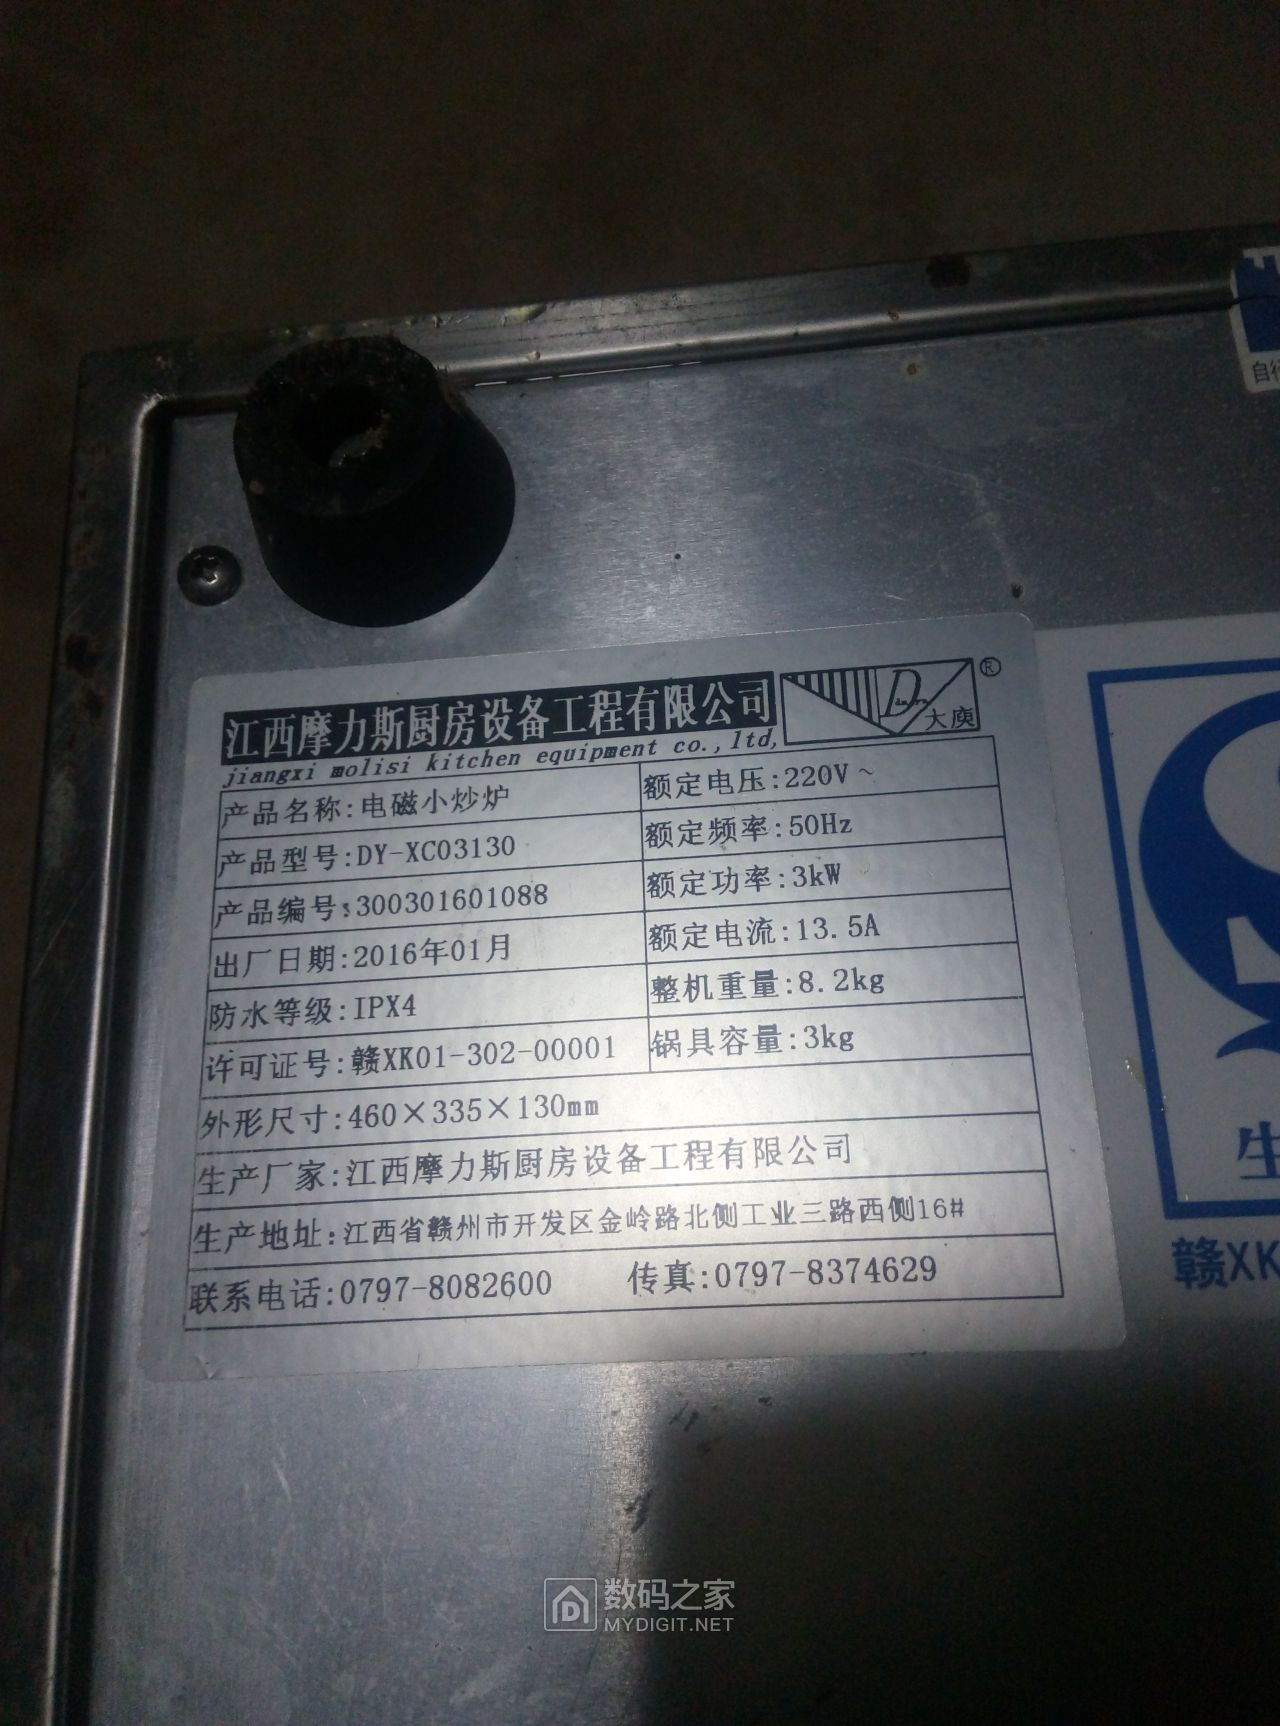 自行
江西摩力斯厨房设备工程有限公司
jiangxi molisi kitchen equipment co.,ltd,
D 大庾 ®
产品名称:电磁小炒炉 额定电压:220V~
产品型号:DY-XC03130 额定频率:50Hz
产品编号:300301601088 额定功率:3kW
出厂日期:2016年01月 额定电流:13.5A
防水等级:IPX4 整机重量:8.2kg
许可证号:赣XK01-302-00001 锅具容量:3kg
外形尺寸:460×335×130mm
生产厂家:江西摩力斯厨房设备工程有限公司
生产地址:江西省赣州市开发区金岭路北侧工业三路西侧16#
联系电话:0797-8082600 传真:0797-8374629
生
赣XK
数码之家
MYDIGIT.NET